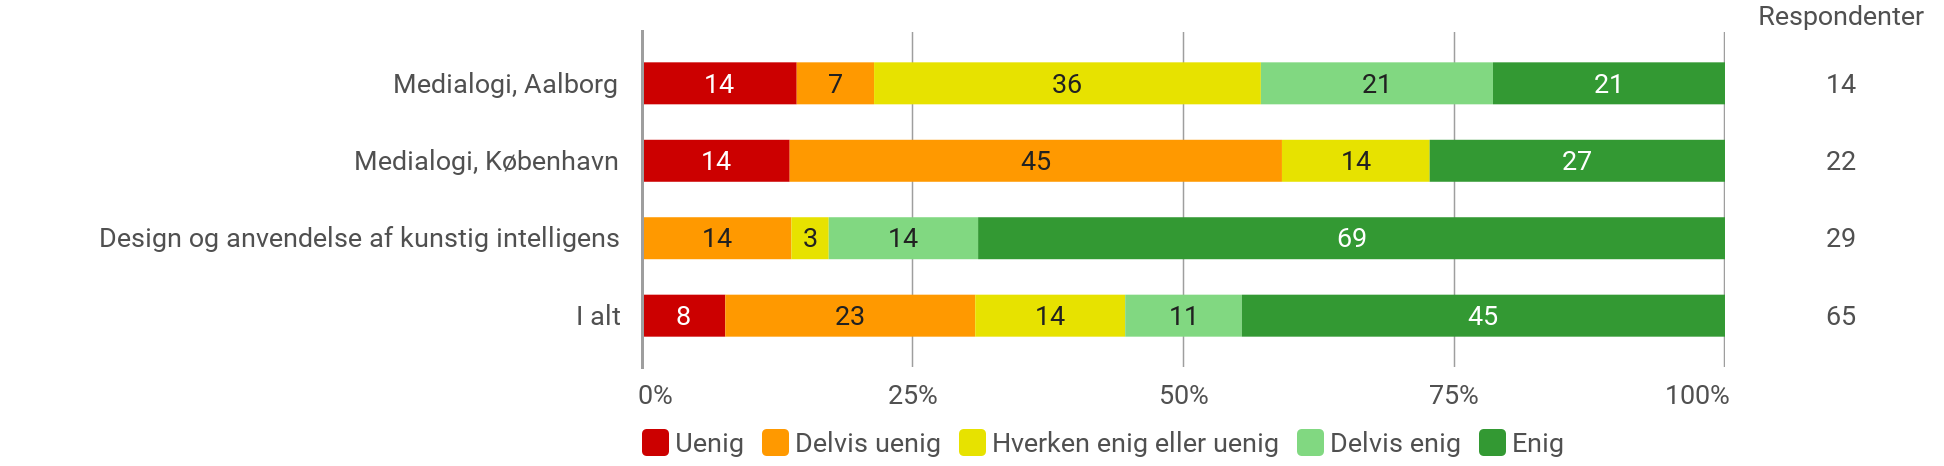 Respondenter
Medialogi, Aalborg 14 7 36 21 21 14
Medialogi, København 14 45 14 27 22
Design og anvendelse af kunstig intelligens 14 3 14 69 29
I alt 8 23 14 11 45 65
0% 25% 50% 75% 100%
Uenig Delvis uenig Hverken enig eller uenig Delvis enig Enig